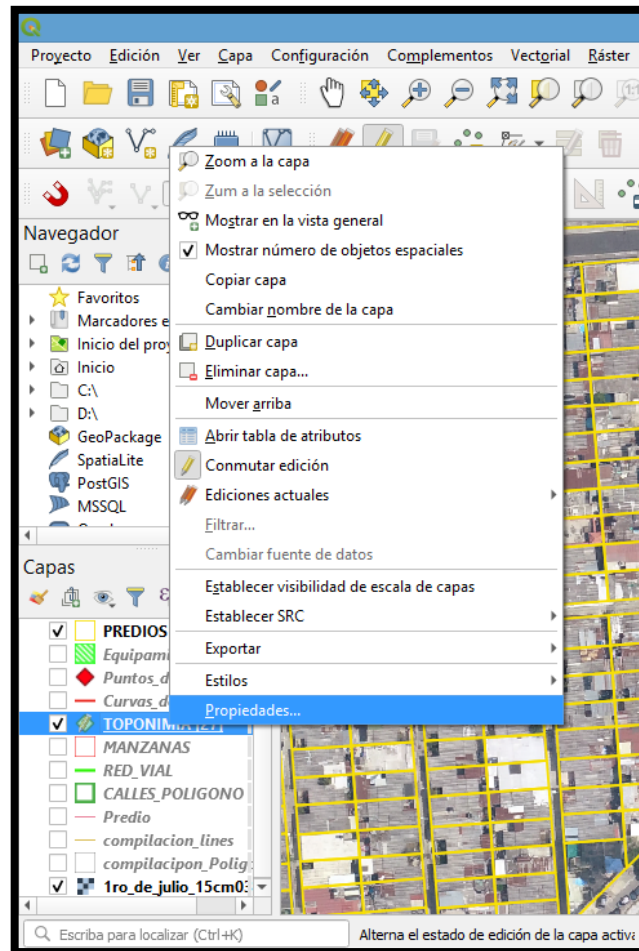 Proyecto Edición Ver Capa Configuración Complementos Vectorial Ráster
Zoom a la capa
Zum a la selección
Mostrar en la vista general
Mostrar número de objetos espaciales
Copiar capa
Cambiar nombre de la capa
Duplicar capa
Eliminar capa...
Mover arriba
Abrir tabla de atributos
Conmutar edición
Ediciones actuales
Filtrar...
Cambiar fuente de datos
Establecer visibilidad de escala de capas
Establecer SRC
Exportar
Estilos
Propiedades...
Navegador
Favoritos
Marcadores e
Inicio del proy
Inicio
C:\
D:\
GeoPackage
SpatiaLite
PostGIS
MSSQL
Capas
PREDIOS
Equipami
Puntos_d
Curvas_d
TOPONIMIA [27]
MANZANAS
RED_VIAL
CALLES_POLIGONO
Predio
compilacion_lines
compilacipon_Polig
1ro_de_julio_15cm03
Escriba para localizar (Ctrl+K) Alterna el estado de edición de la capa activa